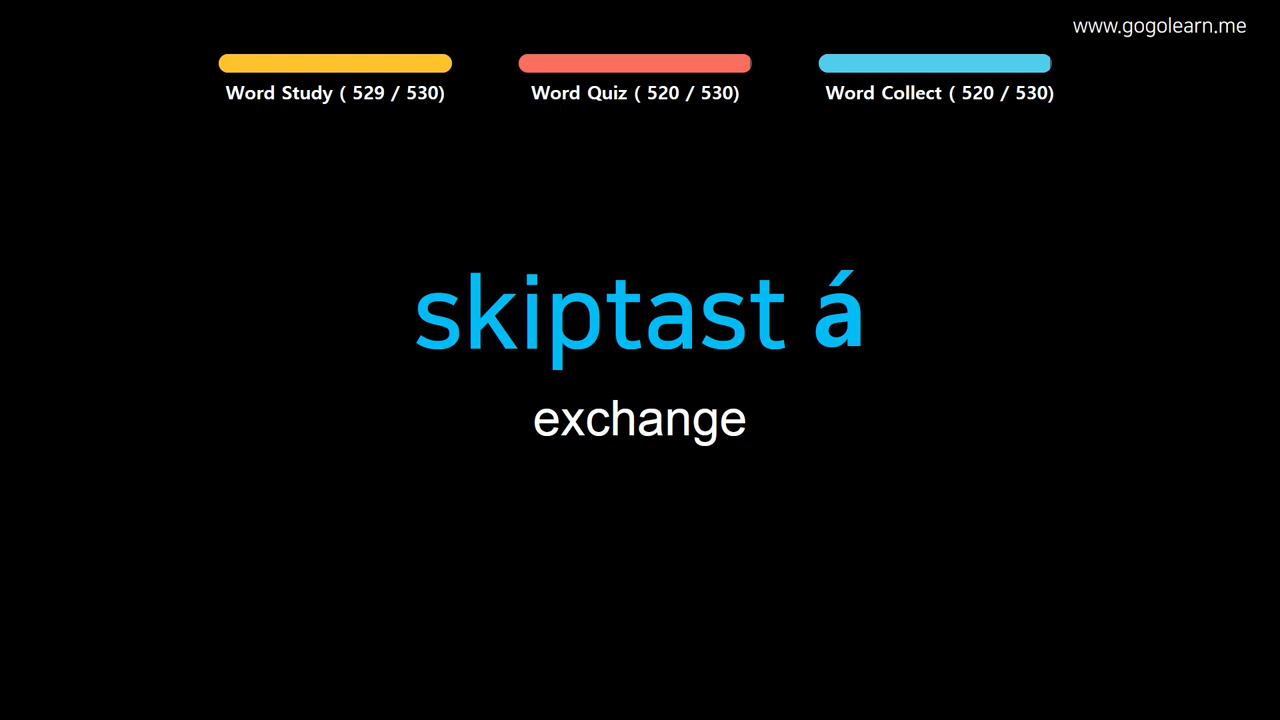 www.gogolearn.me
Word Study ( 529 / 530)
Word Quiz ( 520 / 530)
Word Collect ( 520 / 530)
skiptast á
exchange